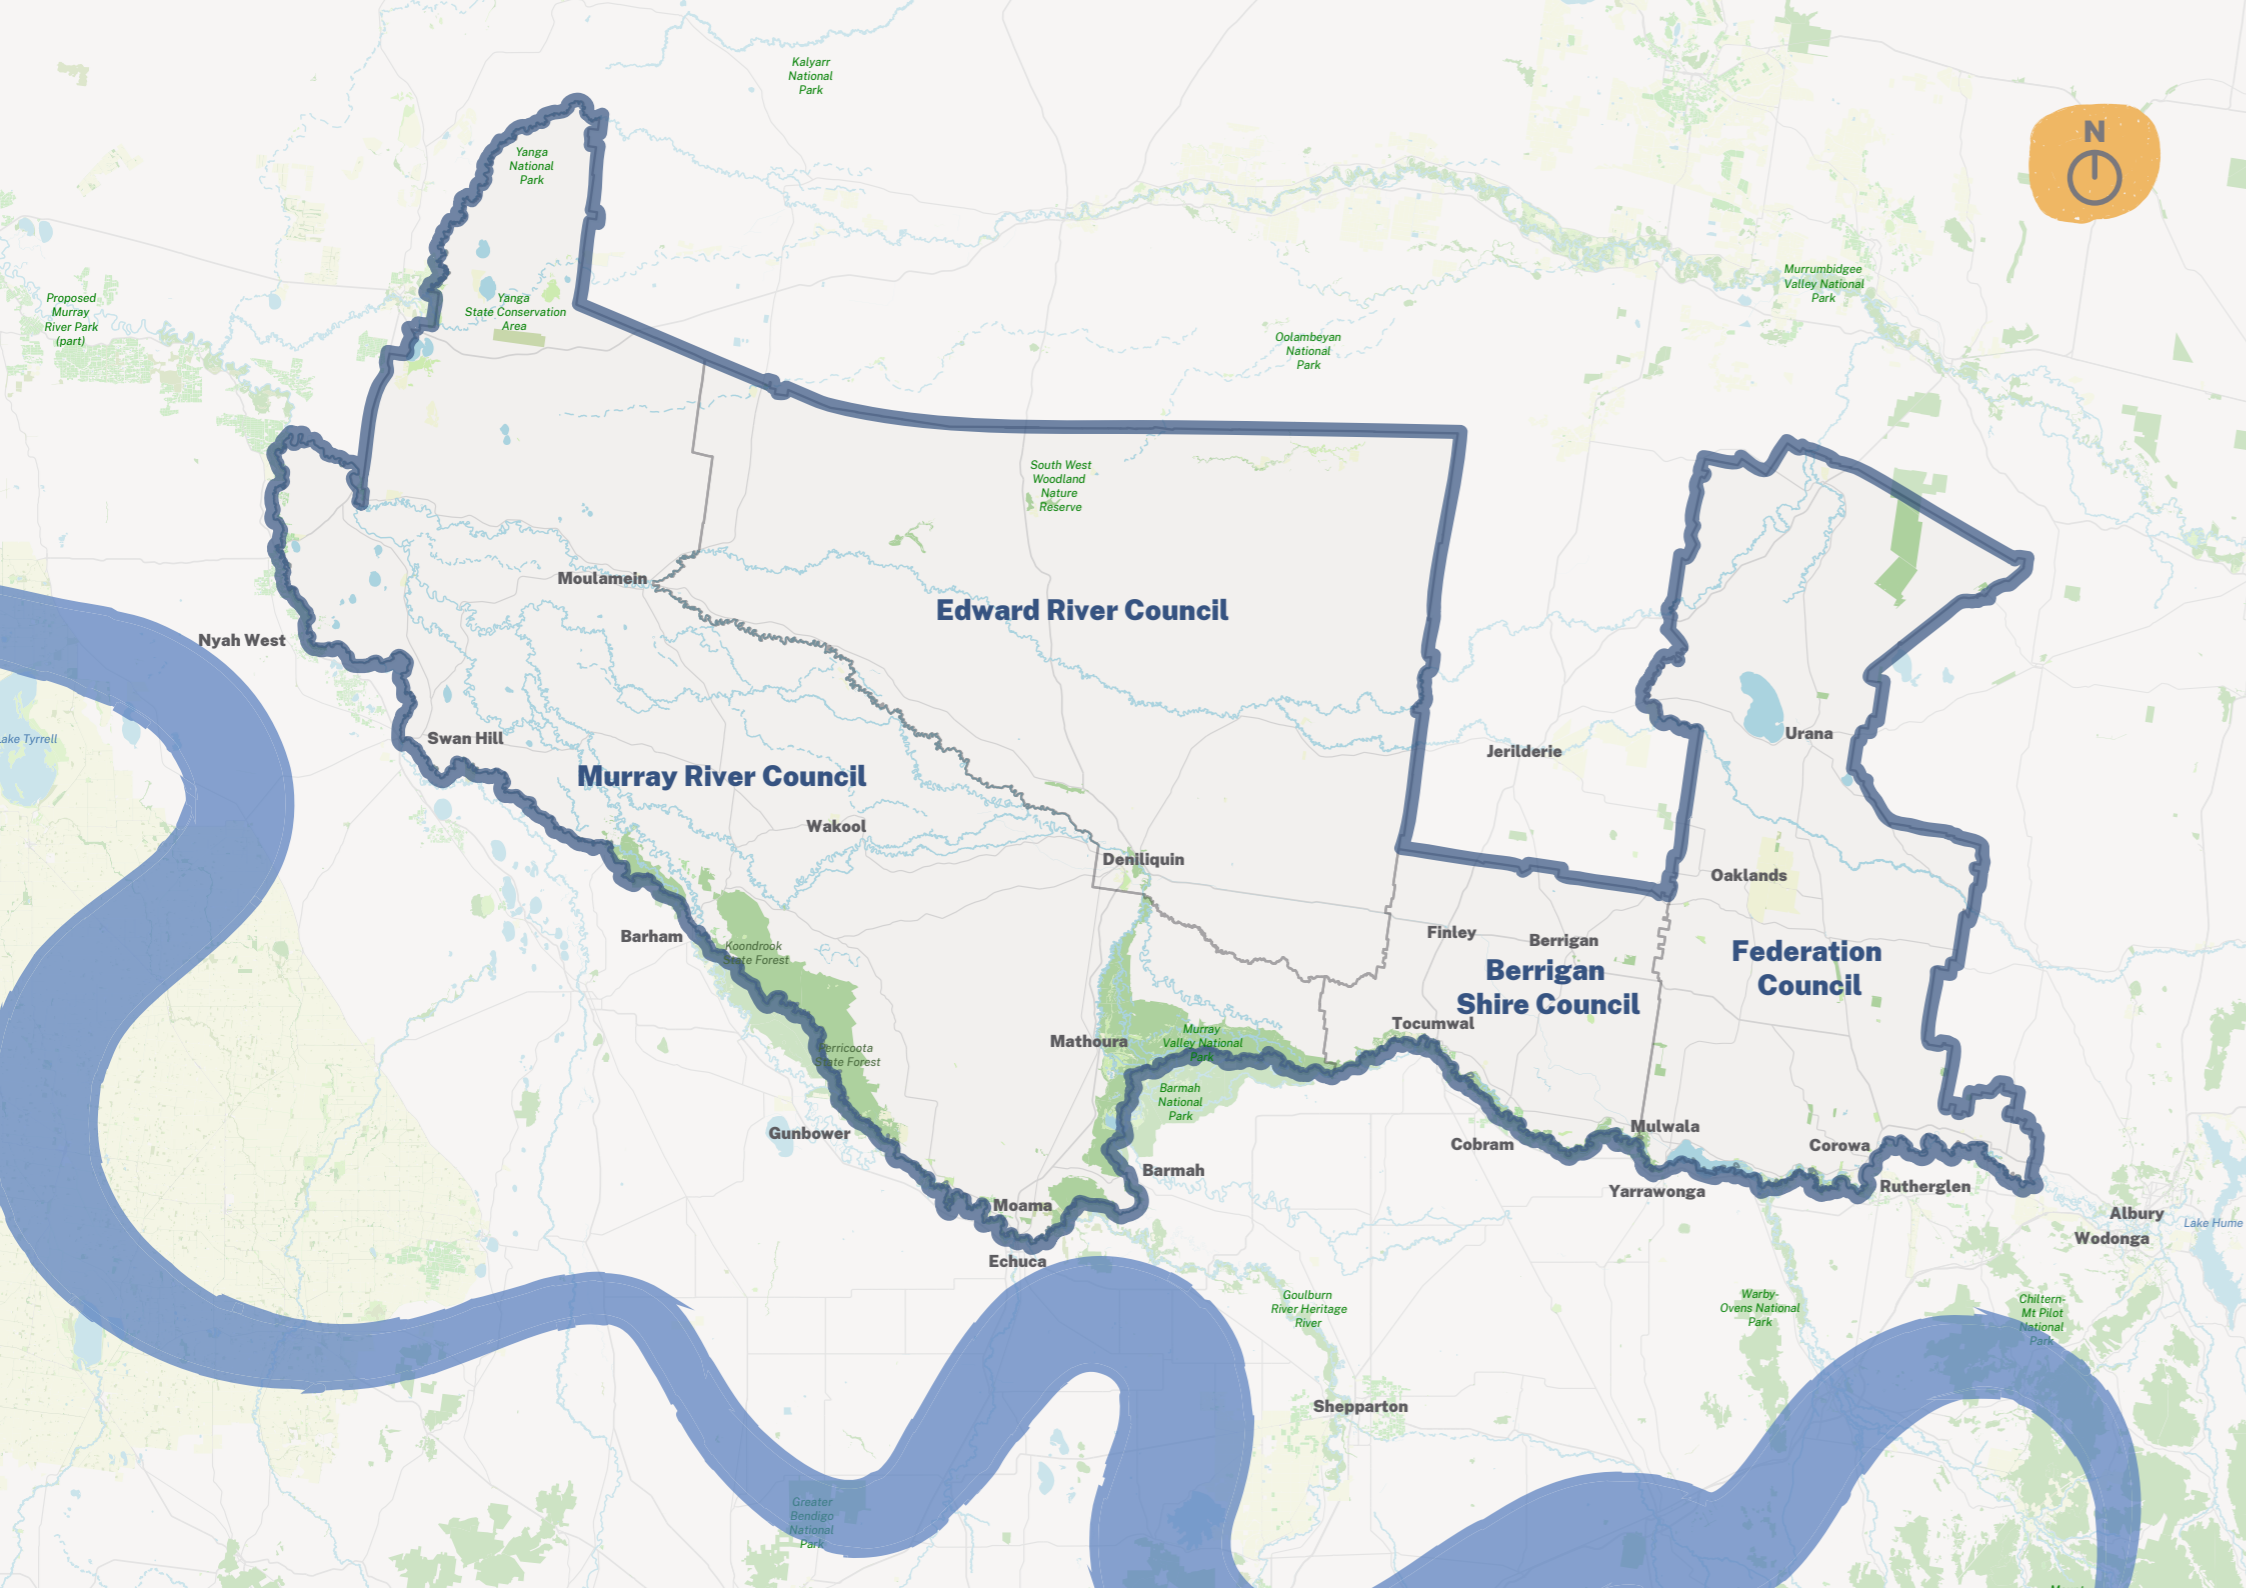 Kalyarr
National
Park
N
Yanga
National
Park
Murrumbidgee
Valley National
Park
Proposed
Murray
River Park
(part)
Yanga
State Conservation
Area
Oolambeyan
National
Park
South West
Woodland
Nature
Reserve
Moulamein
Edward River Council
Nyah West
Lake Tyrrell
Swan Hill
Urana
Jerilderie
Murray River Council
Wakool
Deniliquin
Oaklands
Barham
Koondrook
State Forest
Finley
Berrigan
Berrigan
Shire Council
Federation
Council
Tocumwal
Mathoura
Murray
Valley National
Park
Perricoota
State Forest
Barmah
National
Park
Gunbower
Mulwala
Cobram
Corowa
Barmah
Yarrawonga
Rutherglen
Moama
Echuca
Albury
Lake Hume
Wodonga
Goulburn
River Heritage
River
Warby-
Ovens National
Park
Chiltern-
Mt Pilot
National
Park
Shepparton
Greater
Bendigo
National
Park